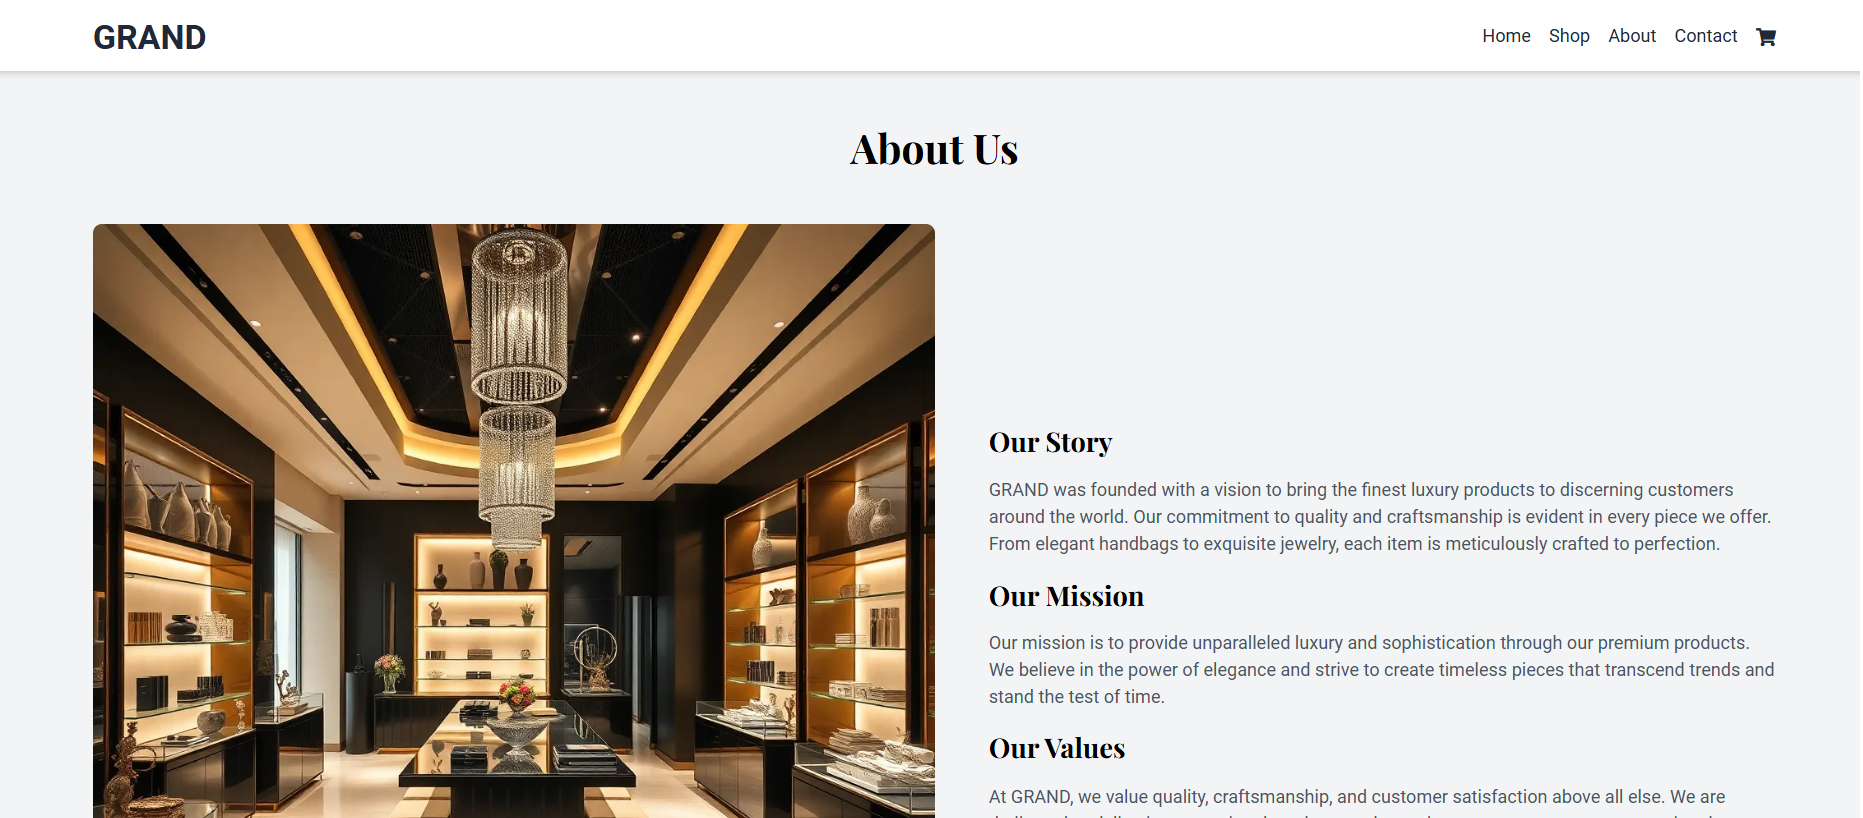 GRAND
Home Shop About Contact
About Us
Our Story
GRAND was founded with a vision to bring the finest luxury products to discerning customers
around the world. Our commitment to quality and craftsmanship is evident in every piece we offer.
From elegant handbags to exquisite jewelry, each item is meticulously crafted to perfection.
Our Mission
Our mission is to provide unparalleled luxury and sophistication through our premium products.
We believe in the power of elegance and strive to create timeless pieces that transcend trends and
stand the test of time.
Our Values
At GRAND, we value quality, craftsmanship, and customer satisfaction above all else. We are